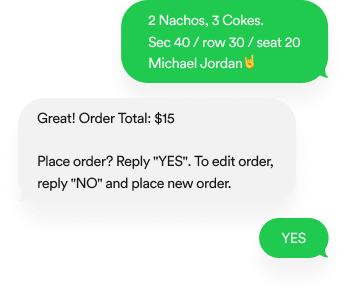 2 Nachos, 3 Cokes.
Sec 40 / row 30 / seat 20
Michael Jordan🤘
Great! Order Total: $15
Place order? Reply "YES". To edit order,
reply "NO" and place new order.
YES